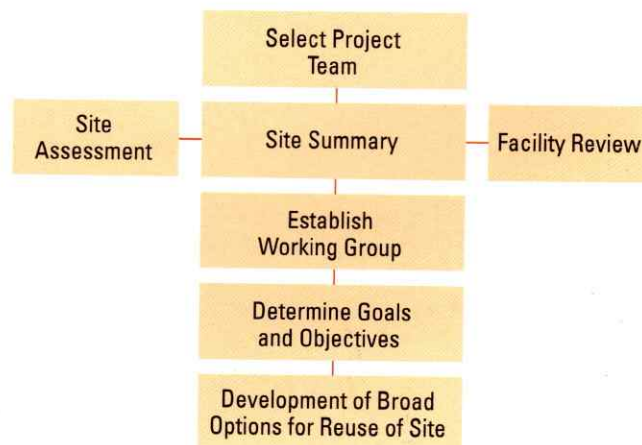 Select Project
Team
Site
Assessment
Site Summary
Facility Review
Establish
Working Group
Determine Goals
and Objectives
Development of Broad
Options for Reuse of Site